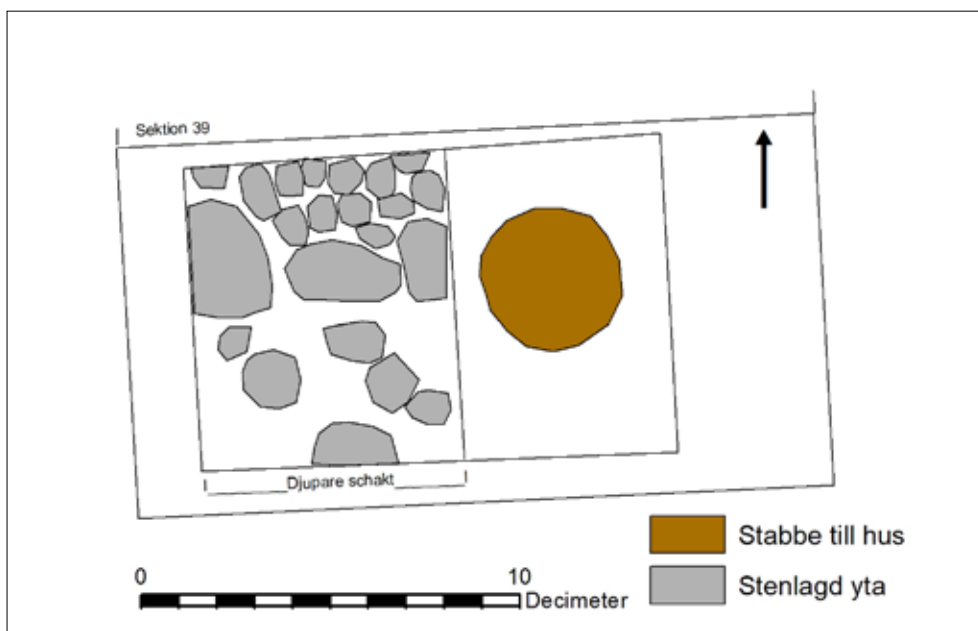 Sektion 39
Djupare schakt
Stabbe till hus
0 10
Decimeter
Stenlagd yta